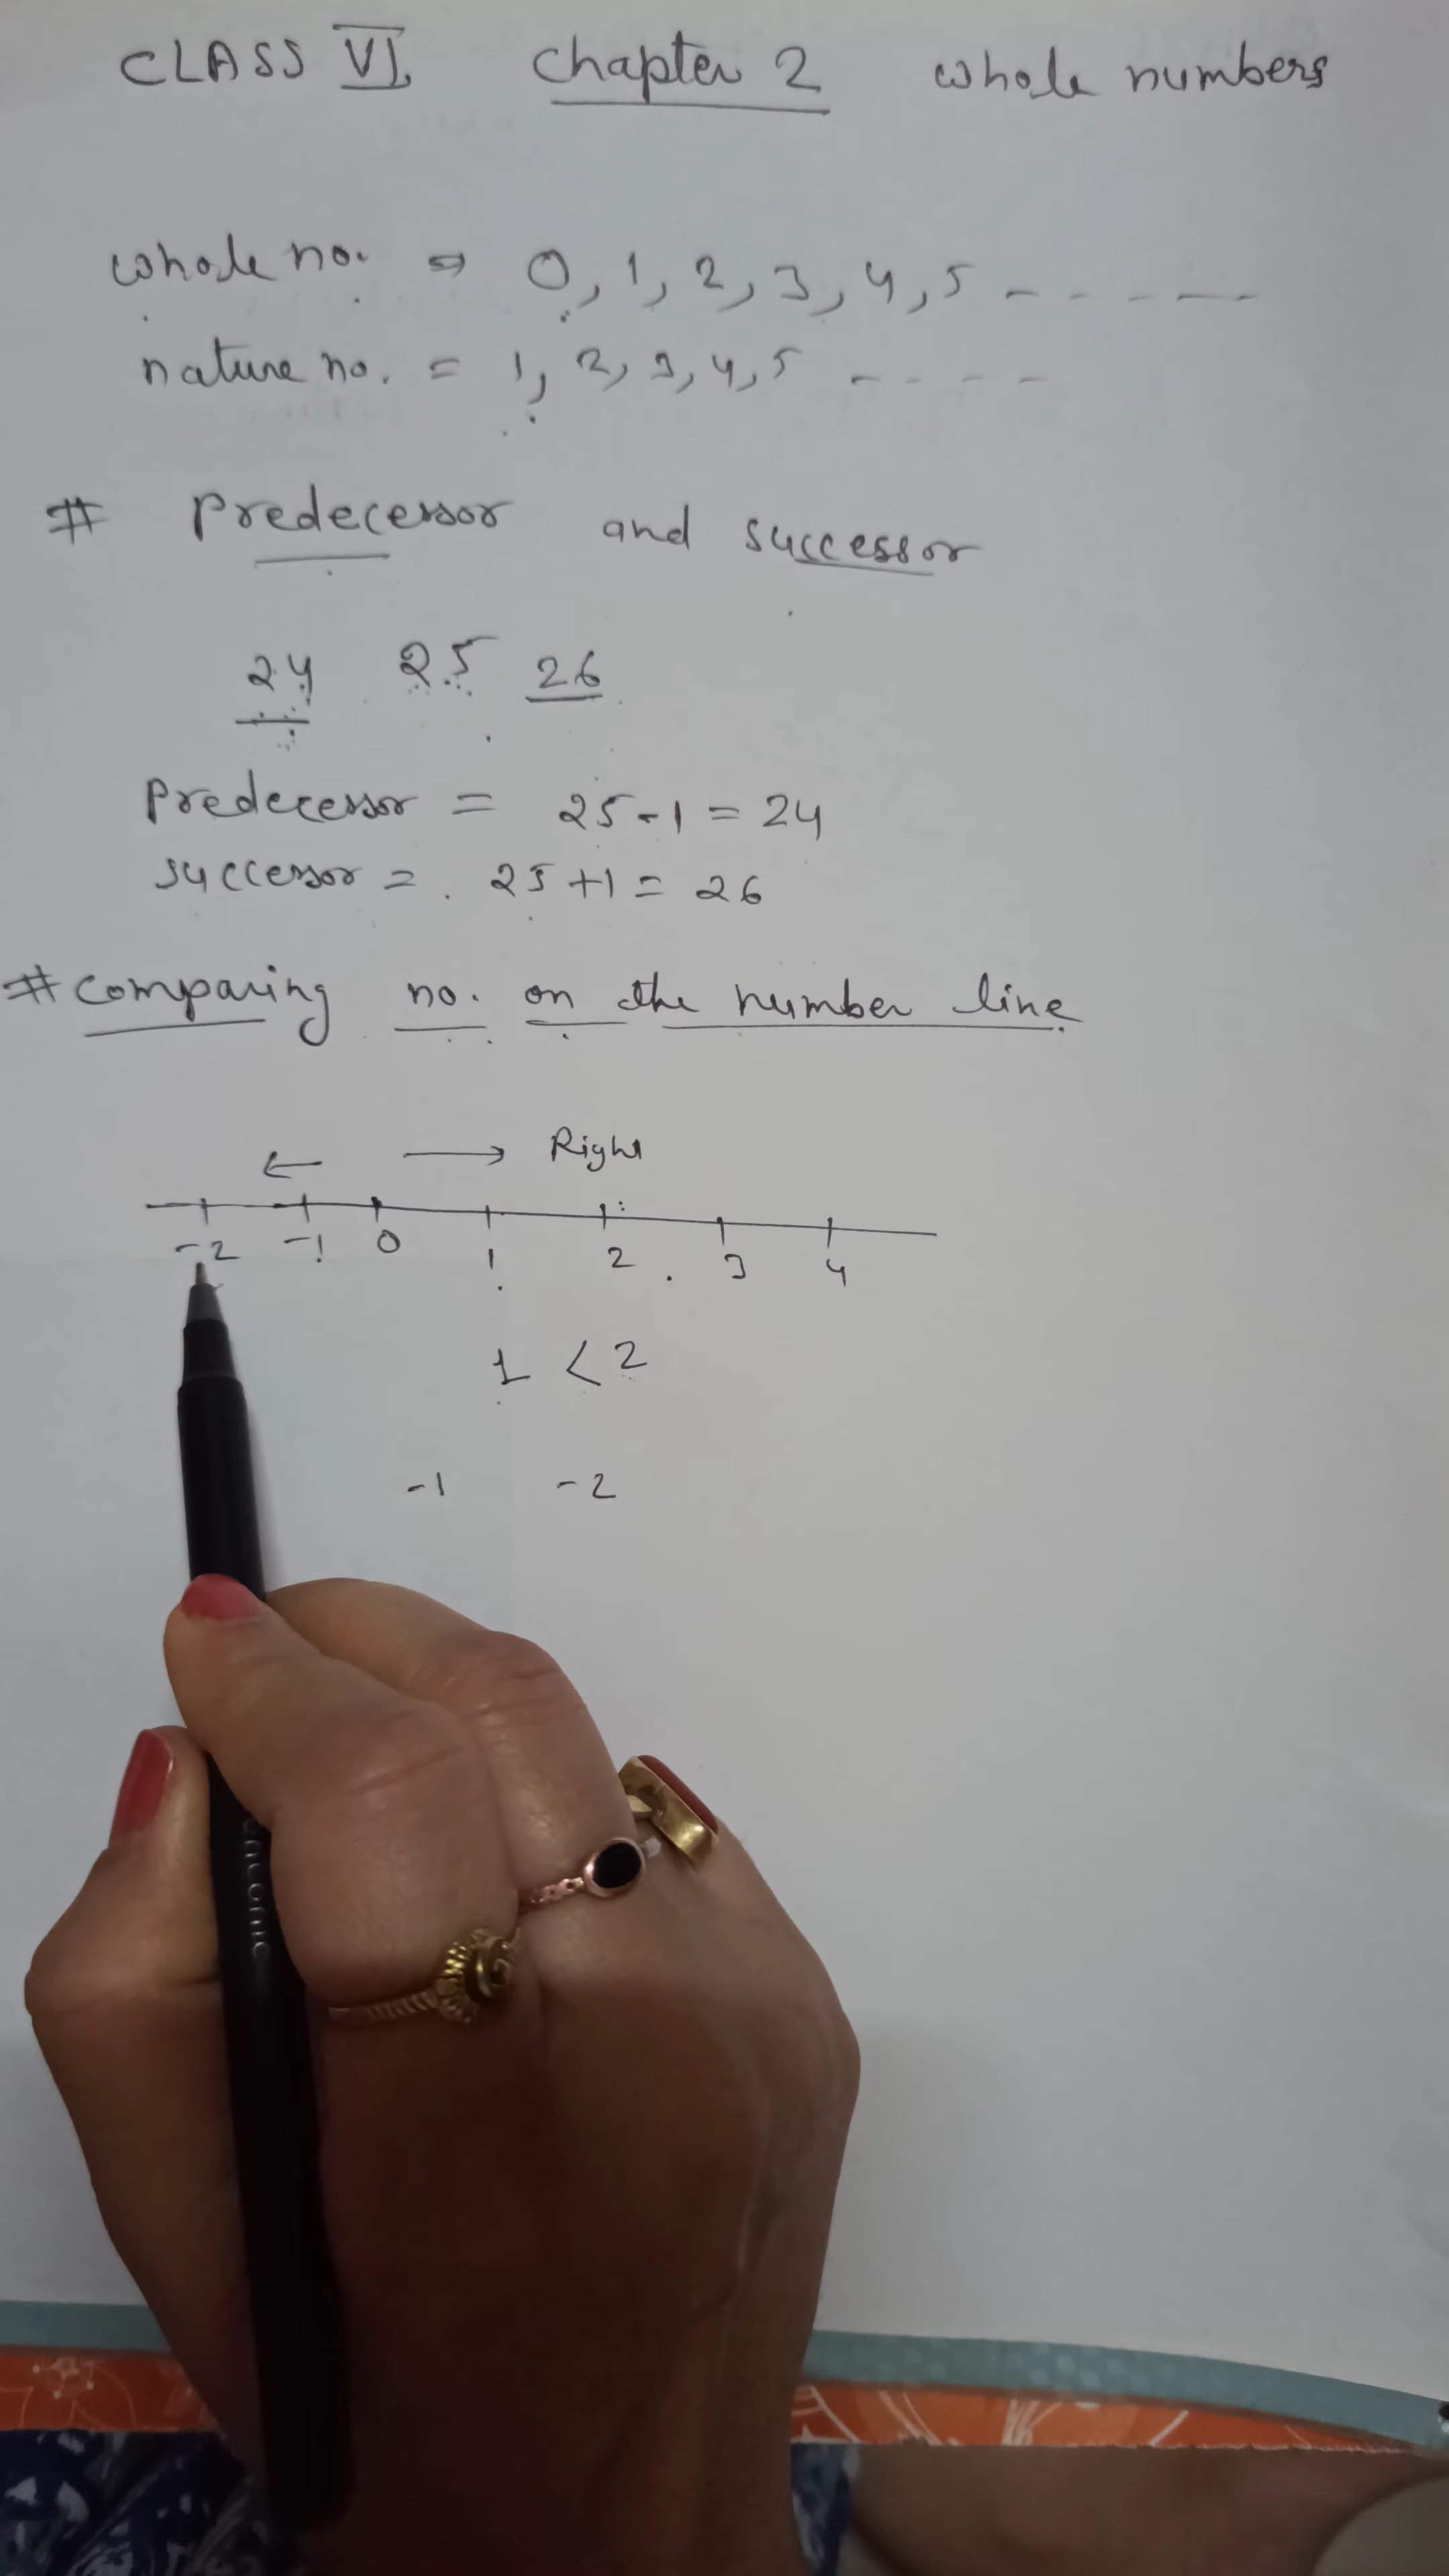 CLASS VI Chapter 2 whole numbers
whole no. ⇒ 0, 1, 2, 3, 4, 5 - - - - -
nature no. = 1, 2, 3, 4, 5 - - - -
# Predecessor and successor
24 25 26
Predecessor = 25 - 1 = 24
successor = 25 + 1 = 26
# Comparing no. on the number line
← → Right
-2 -1 0 1 2 3 4
1 < 2
-1 -2